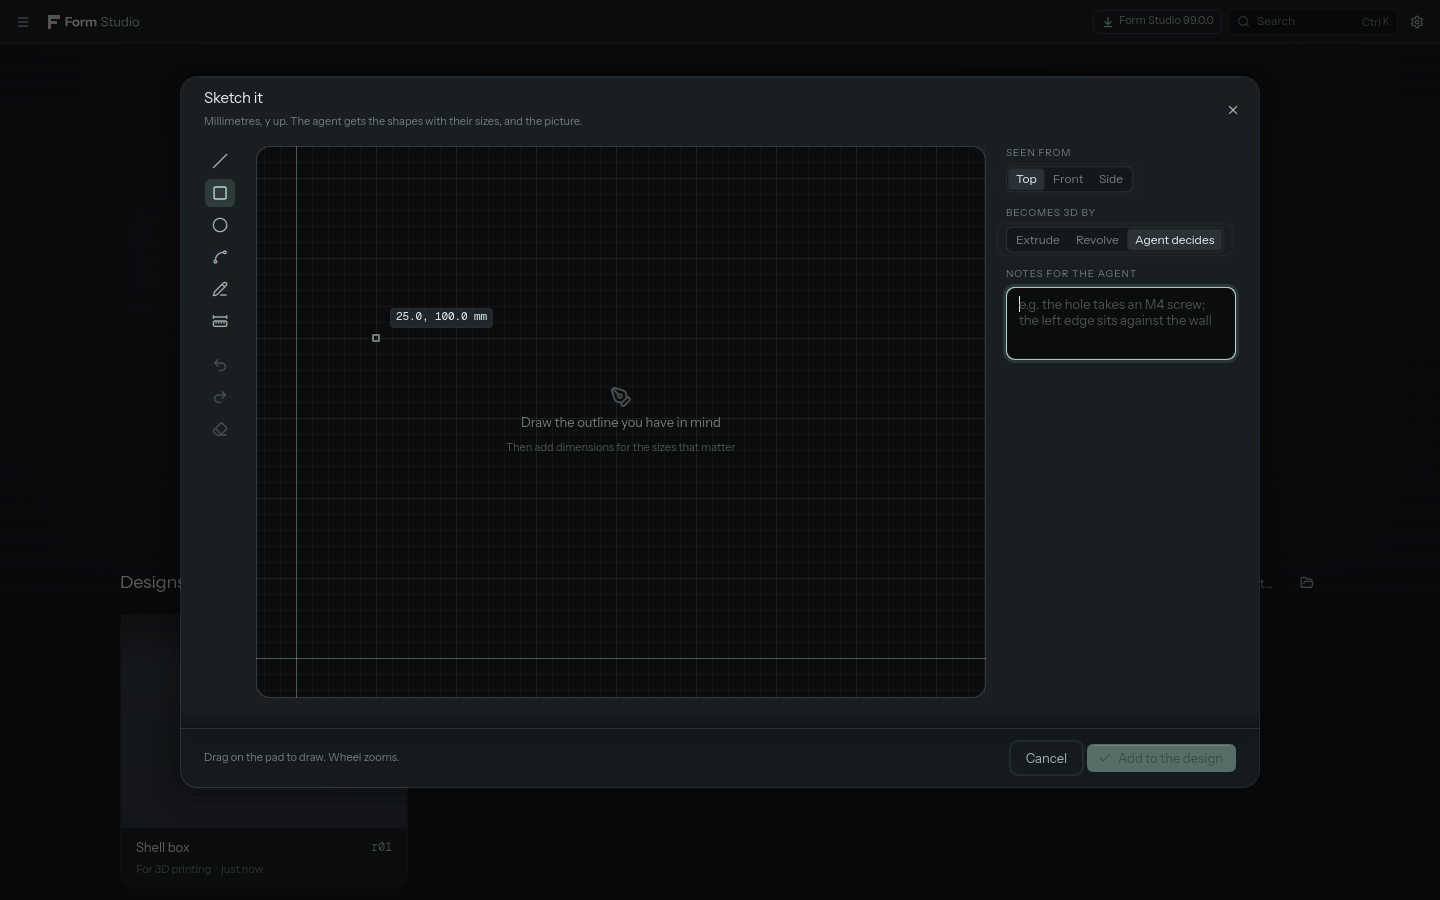 Form Studio
Form Studio 99.0.0
Search
Ctrl K
Sketch it
Millimetres, y up. The agent gets the shapes with their sizes, and the picture.
SEEN FROM
Top Front Side
BECOMES 3D BY
Extrude Revolve Agent decides
NOTES FOR THE AGENT
e.g. the hole takes an M4 screw;
the left edge sits against the wall
25.0, 100.0 mm
Draw the outline you have in mind
Then add dimensions for the sizes that matter
Designs
t...
Drag on the pad to draw. Wheel zooms.
Cancel
Add to the design
Shell box
r01
For 3D printing · just now